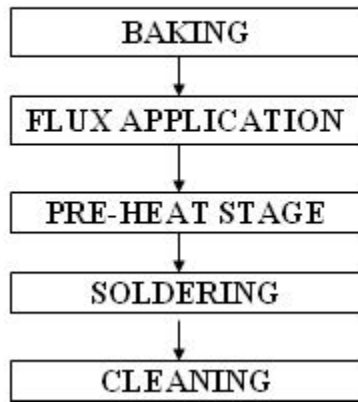 BAKING
FLUX APPLICATION
PRE-HEAT STAGE
SOLDERING
CLEANING